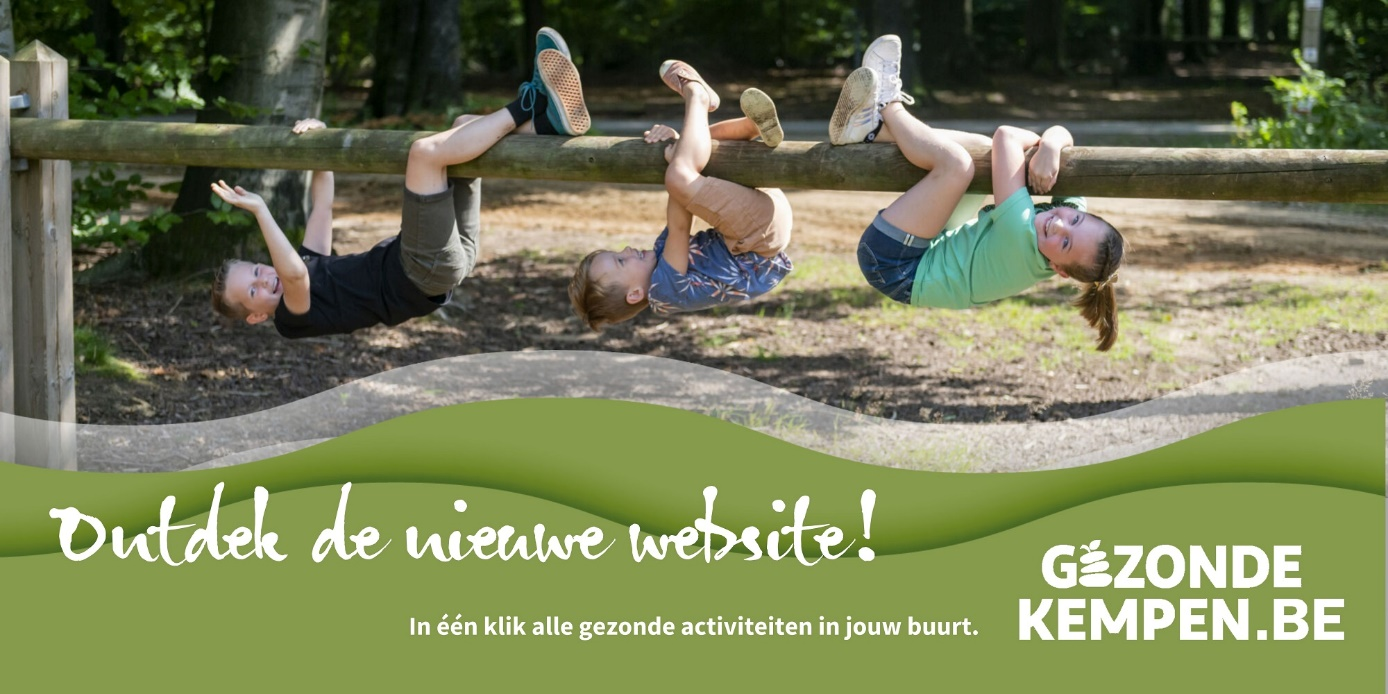 Ontdek de nieuwe website!
In één klik alle gezonde activiteiten in jouw buurt.
GEZONDE
KEMPEN.BE